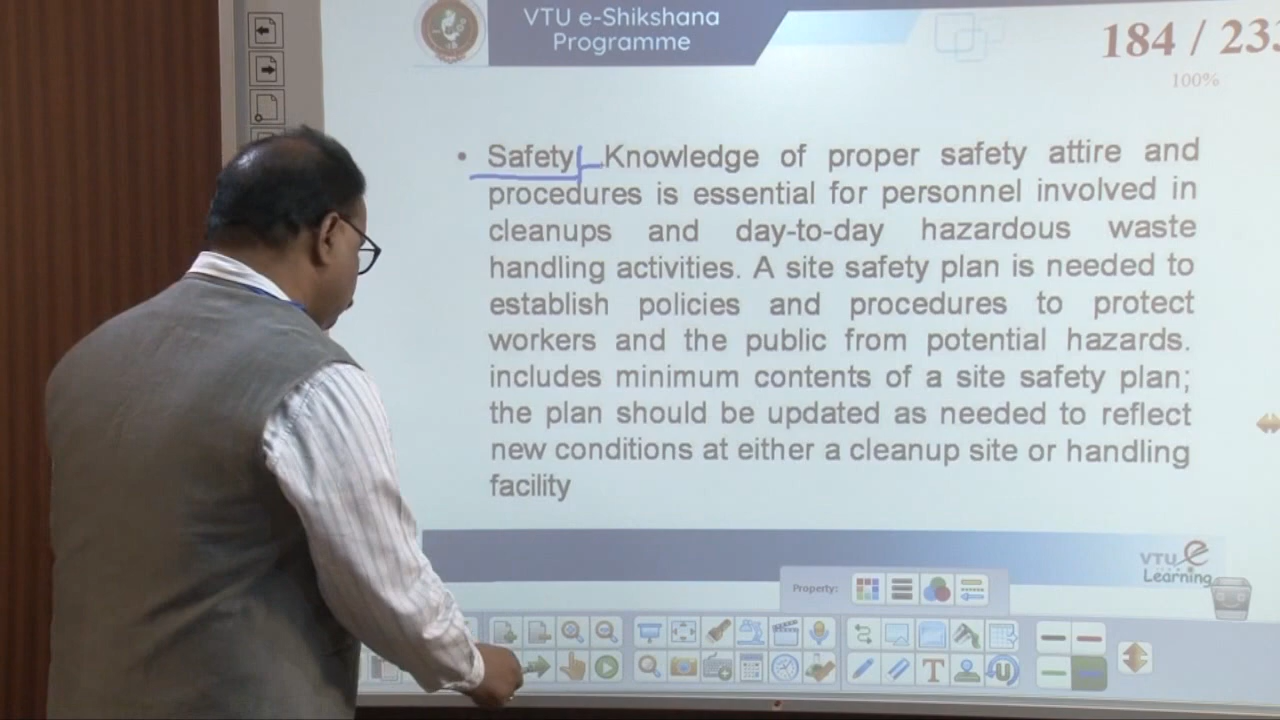 VTU e-Shikshana
Programme
184 / 233
100%
• Safety Knowledge of proper safety attire and
procedures is essential for personnel involved in
cleanups and day-to-day hazardous waste
handling activities. A site safety plan is needed to
establish policies and procedures to protect
workers and the public from potential hazards.
includes minimum contents of a site safety plan;
the plan should be updated as needed to reflect
new conditions at either a cleanup site or handling
facility
VTU e
Learning
Property:
T